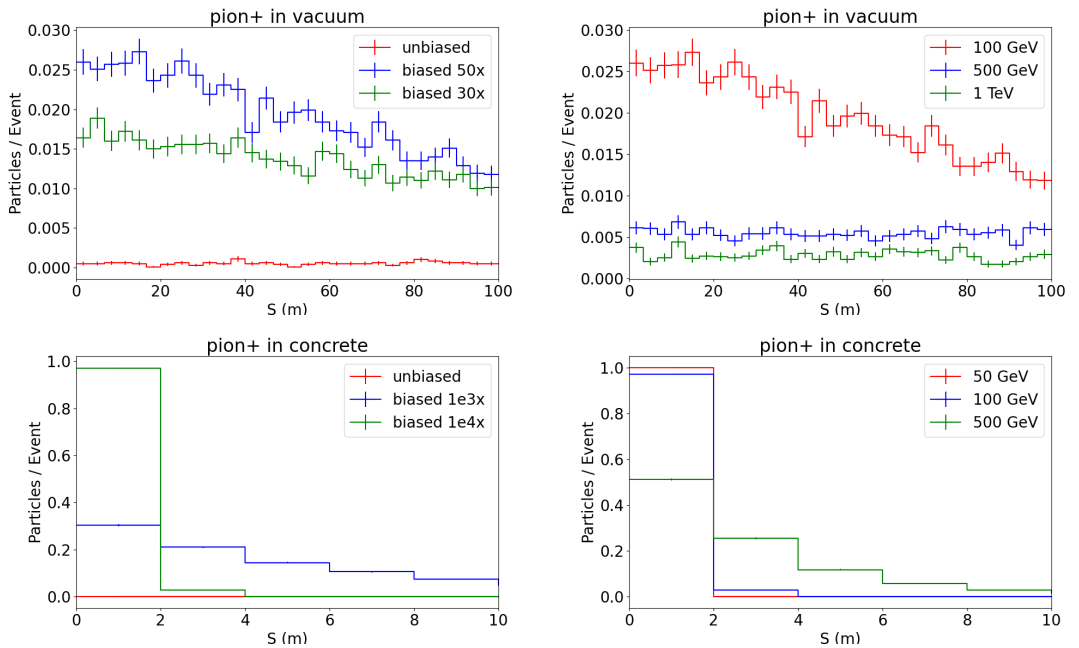 pion+ in vacuum
0.030
0.025
0.020
0.015
0.010
0.005
0.000
Particles / Event
unbiased
biased 50x
biased 30x
0 20 40 60 80 100
S (m)
pion+ in vacuum
0.030
0.025
0.020
0.015
0.010
0.005
0.000
Particles / Event
100 GeV
500 GeV
1 TeV
0 20 40 60 80 100
S (m)
pion+ in concrete
1.0
0.8
0.6
0.4
0.2
0.0
Particles / Event
unbiased
biased 1e3x
biased 1e4x
0 2 4 6 8 10
S (m)
pion+ in concrete
1.0
0.8
0.6
0.4
0.2
0.0
Particles / Event
50 GeV
100 GeV
500 GeV
0 2 4 6 8 10
S (m)